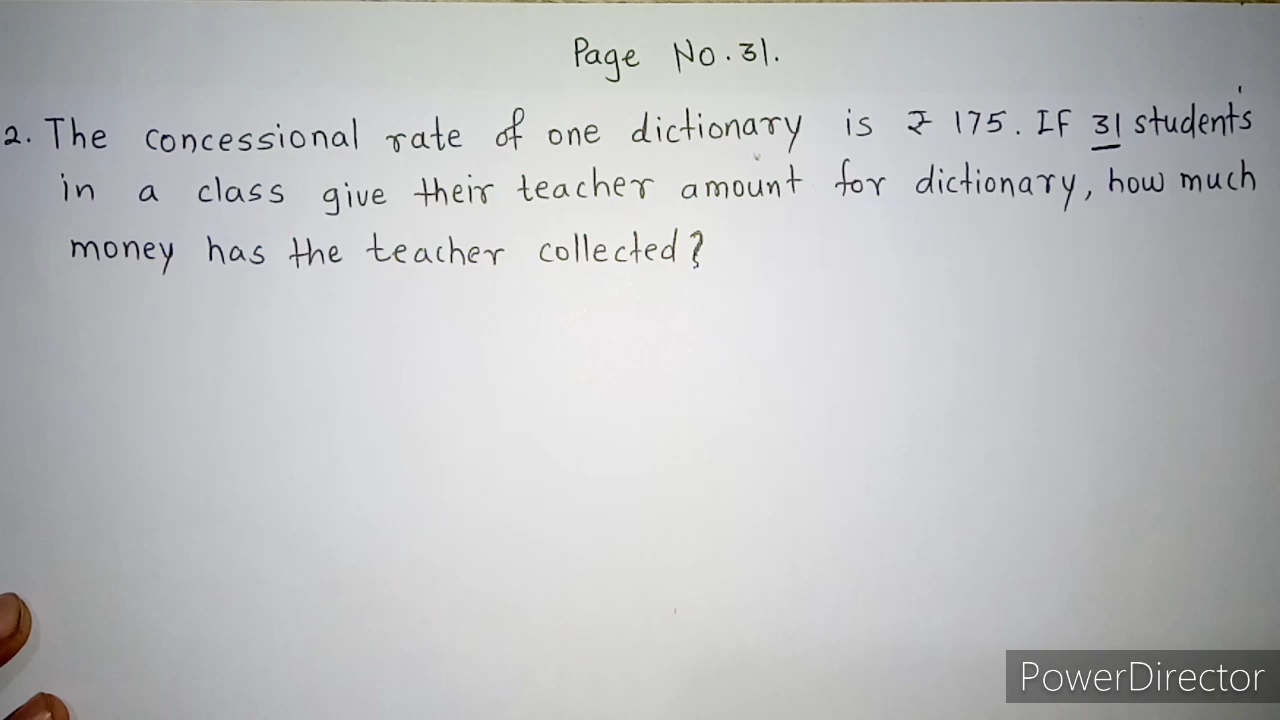 Page No. 31.
2. The concessional rate of one dictionary is ₹ 175. If 31 students
in a class give their teacher amount for dictionary, how much
money has the teacher collected?
PowerDirector